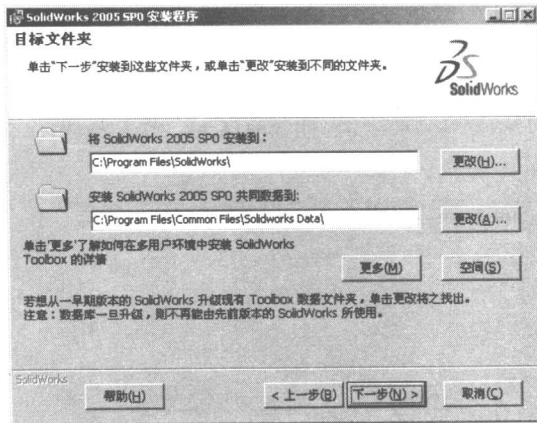 SolidWorks 2005 SP0 安装程序
目标文件夹
单击"下一步"安装到这些文件夹，或单击"更改"安装到不同的文件夹。
SolidWorks
将 SolidWorks 2005 SP0 安装到：
C:\Program Files\SolidWorks\
更改(H)...
安装 SolidWorks 2005 SP0 共同数据到:
C:\Program Files\Common Files\Solidworks Data\
更改(A)...
单击'更多'了解如何在多用户环境中安装 SolidWorks
Toolbox 的详情
更多(M)
空间(S)
若想从一早期版本的 SolidWorks 升级现有 Toolbox 数据文件夹，单击更改将之找出。
注意：数据库一旦升级，则不再能由先前版本的 SolidWorks 所使用。
SolidWorks
帮助(H)
< 上一步(B)
下一步(N) >
取消(C)